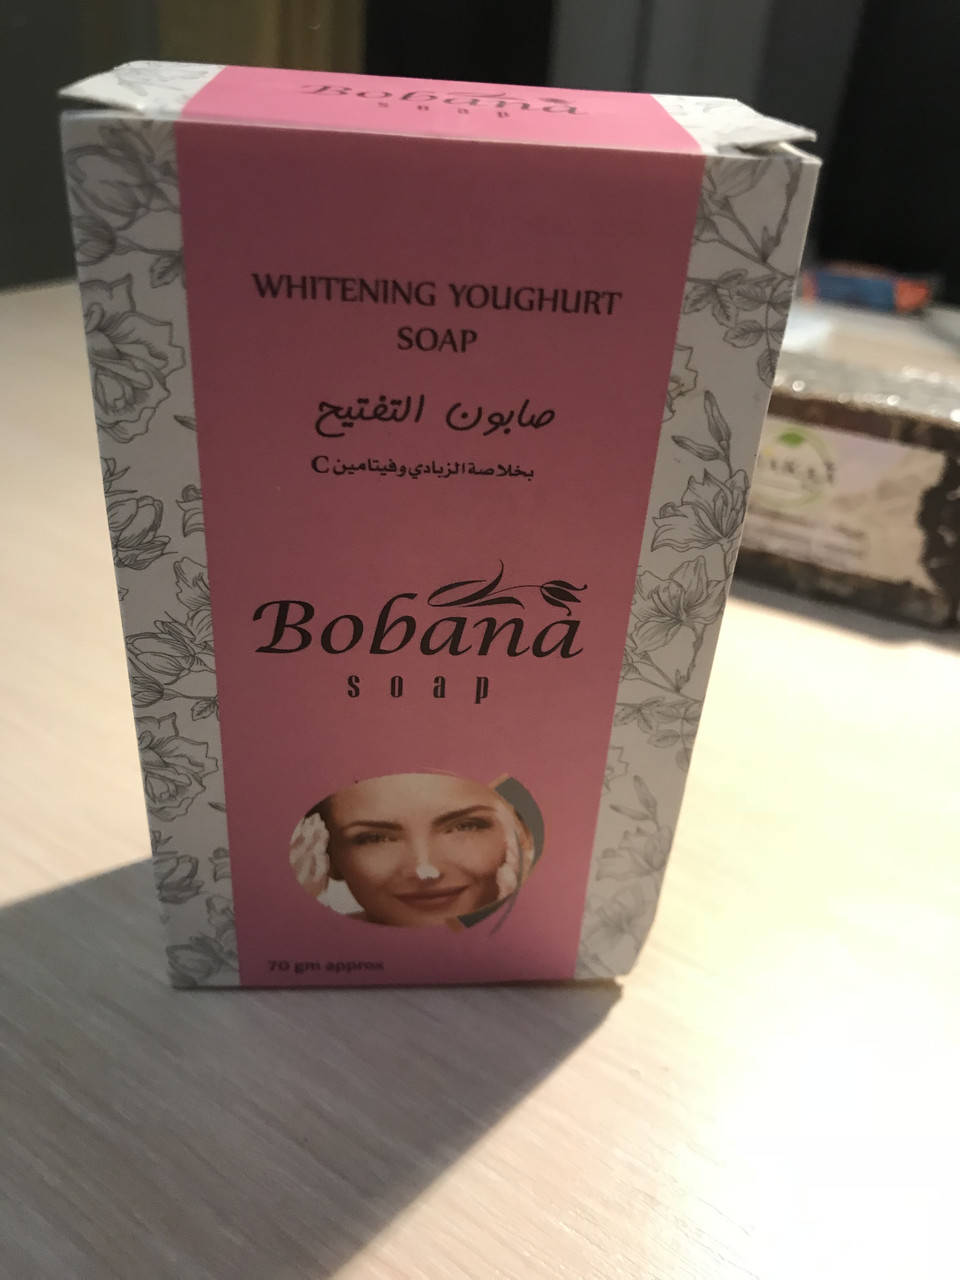 Bobana
soap
WHITENING YOUGHURT
SOAP
صابون التفتيح
بخلاصة الزبادي وفيتامين C
Bobana
soap
70 gm approx